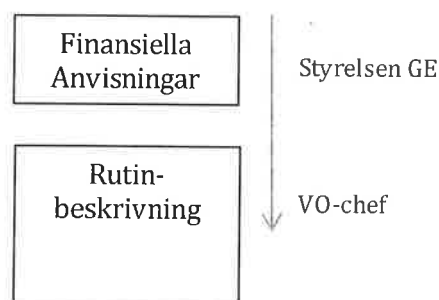 Finansiella
Anvisningar
Styrelsen GE
Rutin-
beskrivning
VO-chef